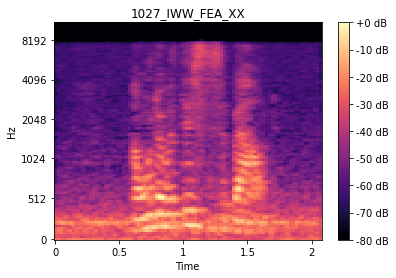 1027_IWW_FEA_XX
+0 dB
8192
-10 dB
4096
-20 dB
-30 dB
2048
Hz
-40 dB
1024
-50 dB
512
-60 dB
-70 dB
0
-80 dB
0 0.5 1 1.5 2
Time